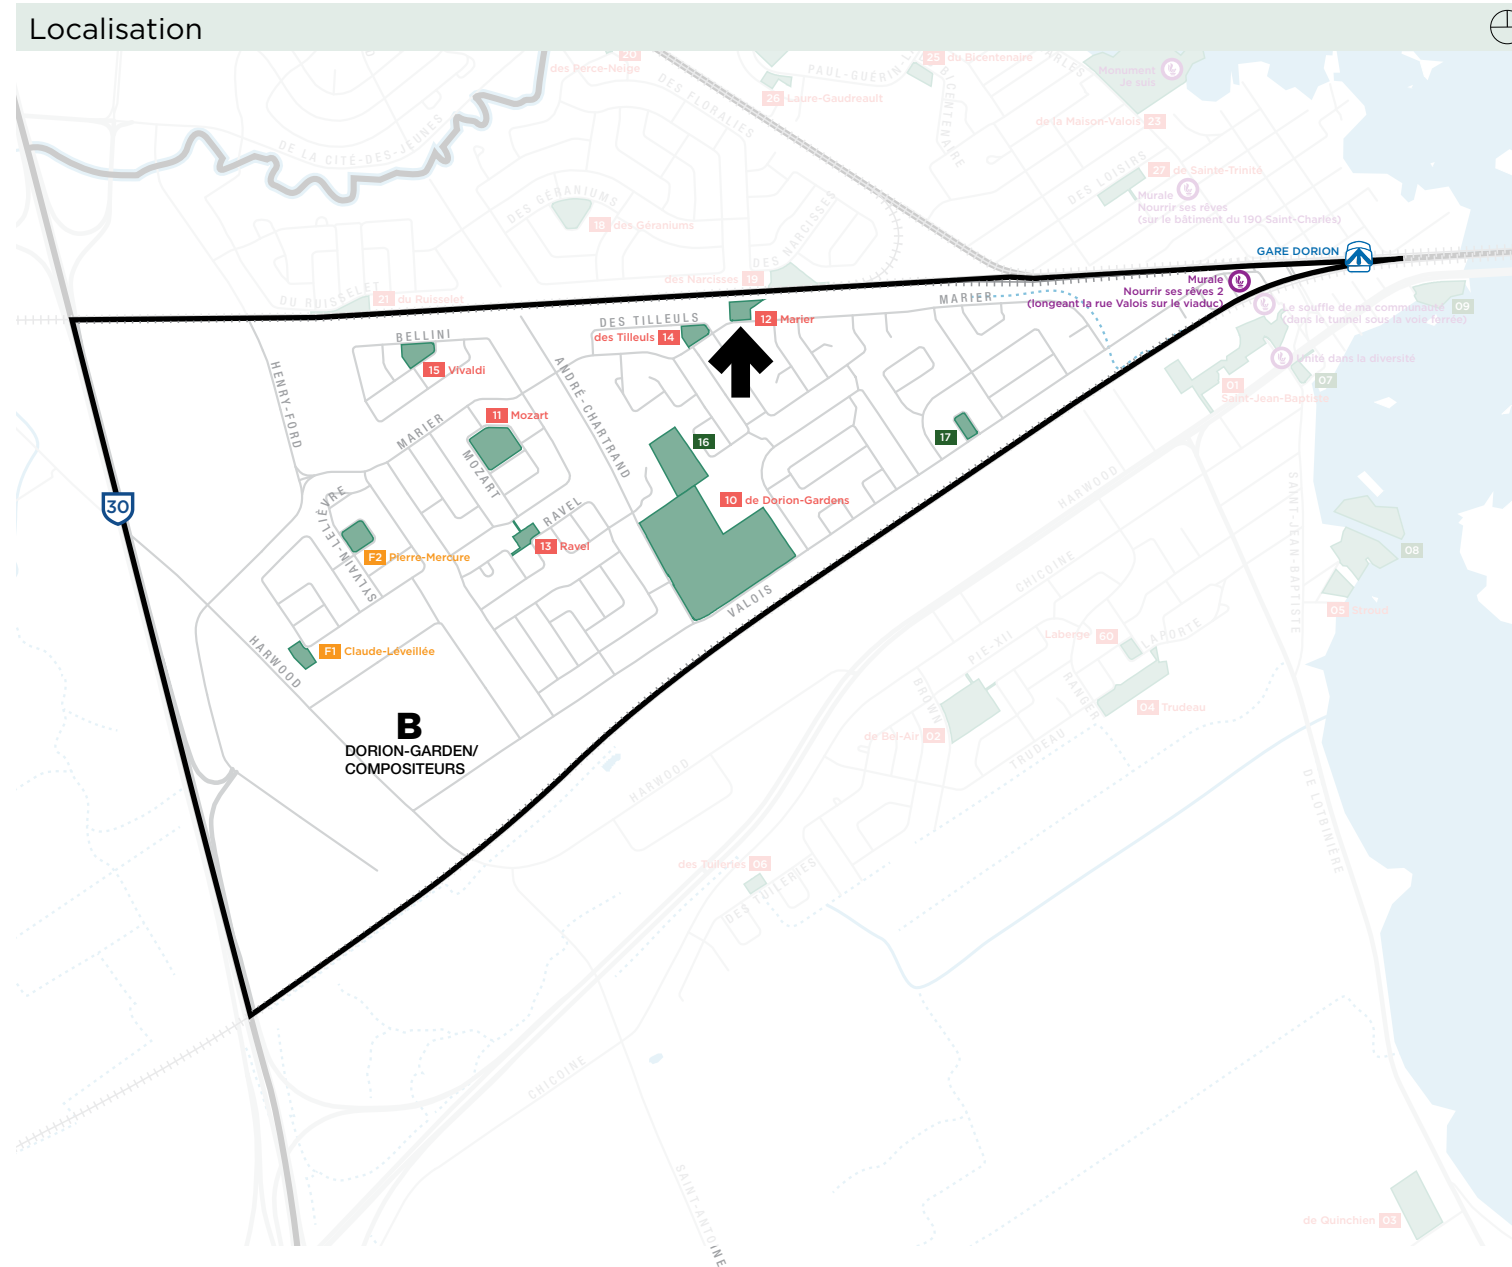 Localisation
20
des Perce-Neige
25 du Bicentenaire
PAUL-GUÉRIN-L
BICENTENAIRE
ARLES
Monument
Je suis
26 Laure-Gaudreault
DES FLORALIES
de la Maison-Valois 23
DE LA CITÉ-DES-JEUNES
DES LOISIRS
27 de Sainte-Trinité
Murale
Nourrir ses rêves
(sur le bâtiment du 190 Saint-Charles)
DES GÉRANIUMS
18 des Géraniums
DES NARCISSES
GARE DORION
des Narcisses 19
Murale
Nourrir ses rêves 2
(longeant la rue Valois sur le viaduc)
DU RUISSELET
21 du Ruisselet
MARIER
Le souffle de ma communauté
(dans le tunnel sous la voie ferrée)
09
DES TILLEULS
12 Marier
BELLINI
des Tilleuls 14
Unité dans la diversité
15 Vivaldi
HENRY-FORD
ANDRÉ-CHARTRAND
07
01
Saint-Jean-Baptiste
11 Mozart
MARIER
MOZART
16
17
HARWOOD
SAINT-JEAN-BAPTISTE
30
SYLVAIN-LELIÈVRE
10 de Dorion-Gardens
RAVEL
13 Ravel
F2 Pierre-Mercure
08
CHICOINE
VALOIS
05 Stroud
Laberge 60
LAPORTE
HARWOOD
F1 Claude-Léveillée
PIE-XII
BROWN
RANGER
04 Trudeau
B
DORION-GARDEN/
COMPOSITEURS
de Bel-Air 02
TRUDEAU
HARWOOD
DE LOTBINIÈRE
des Tuileries 06
DES TUILERIES
CHICOINE
SAINT-ANTOINE
de Quinchien 03